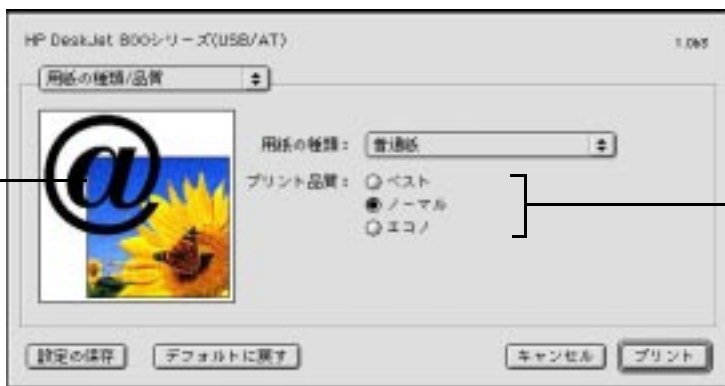 HP DeskJet 800シリーズ(USB/AT)
用紙の種類/品質
@
用紙の種類： 普通紙
プリント品質： ベスト
ノーマル
エコノ
設定の保存 デフォルトに戻す キャンセル プリント